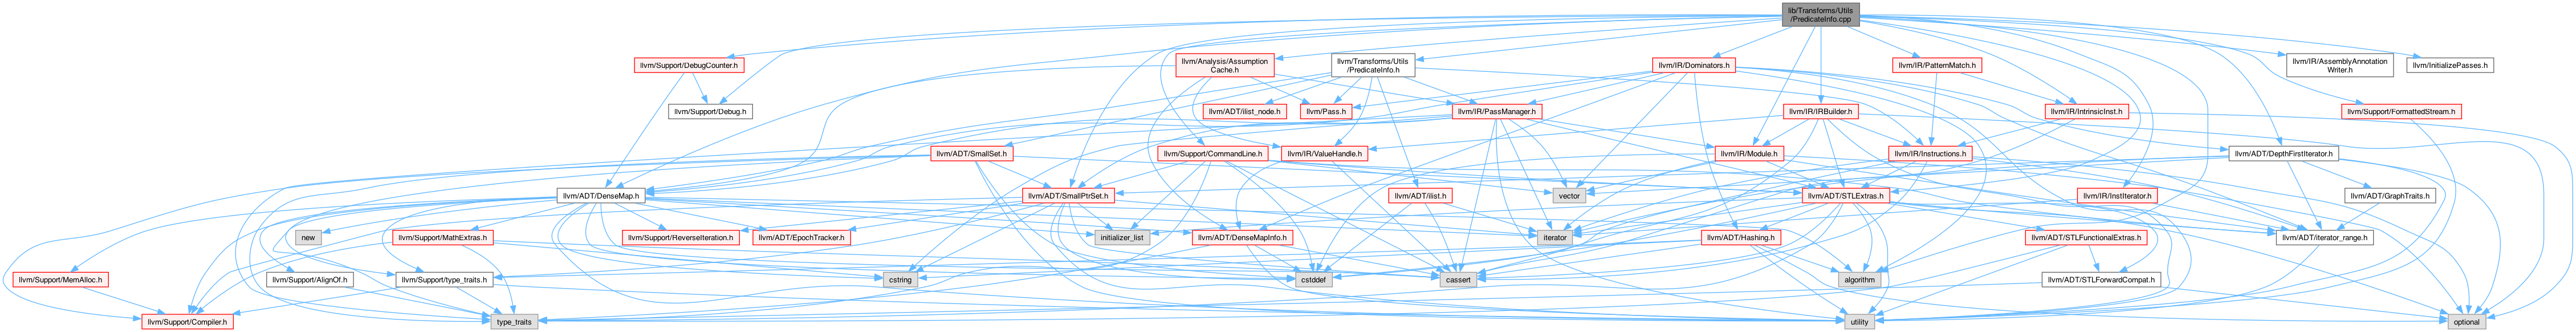 lib/Transforms/Utils
/PredicateInfo.cpp
llvm/Support/DebugCounter.h
llvm/Analysis/Assumption
Cache.h
llvm/Transforms/Utils
/PredicateInfo.h
llvm/IR/Dominators.h
llvm/IR/PatternMatch.h
llvm/IR/AssemblyAnnotation
Writer.h
llvm/InitializePasses.h
llvm/Support/Debug.h
llvm/ADT/ilist_node.h
llvm/Pass.h
llvm/IR/PassManager.h
llvm/IR/IRBuilder.h
llvm/IR/IntrinsicInst.h
llvm/Support/FormattedStream.h
llvm/ADT/SmallSet.h
llvm/Support/CommandLine.h
llvm/IR/ValueHandle.h
llvm/IR/Module.h
llvm/IR/Instructions.h
llvm/ADT/DepthFirstIterator.h
llvm/ADT/DenseMap.h
llvm/ADT/SmallPtrSet.h
llvm/ADT/ilist.h
vector
llvm/ADT/STLExtras.h
llvm/IR/InstIterator.h
llvm/ADT/GraphTraits.h
new
llvm/Support/MathExtras.h
llvm/Support/ReverseIteration.h
llvm/ADT/EpochTracker.h
initializer_list
llvm/ADT/DenseMapInfo.h
iterator
llvm/ADT/Hashing.h
llvm/ADT/STLFunctionalExtras.h
llvm/ADT/iterator_range.h
llvm/Support/MemAlloc.h
llvm/Support/AlignOf.h
llvm/Support/type_traits.h
cstring
cstddef
cassert
algorithm
llvm/ADT/STLForwardCompat.h
llvm/Support/Compiler.h
type_traits
utility
optional